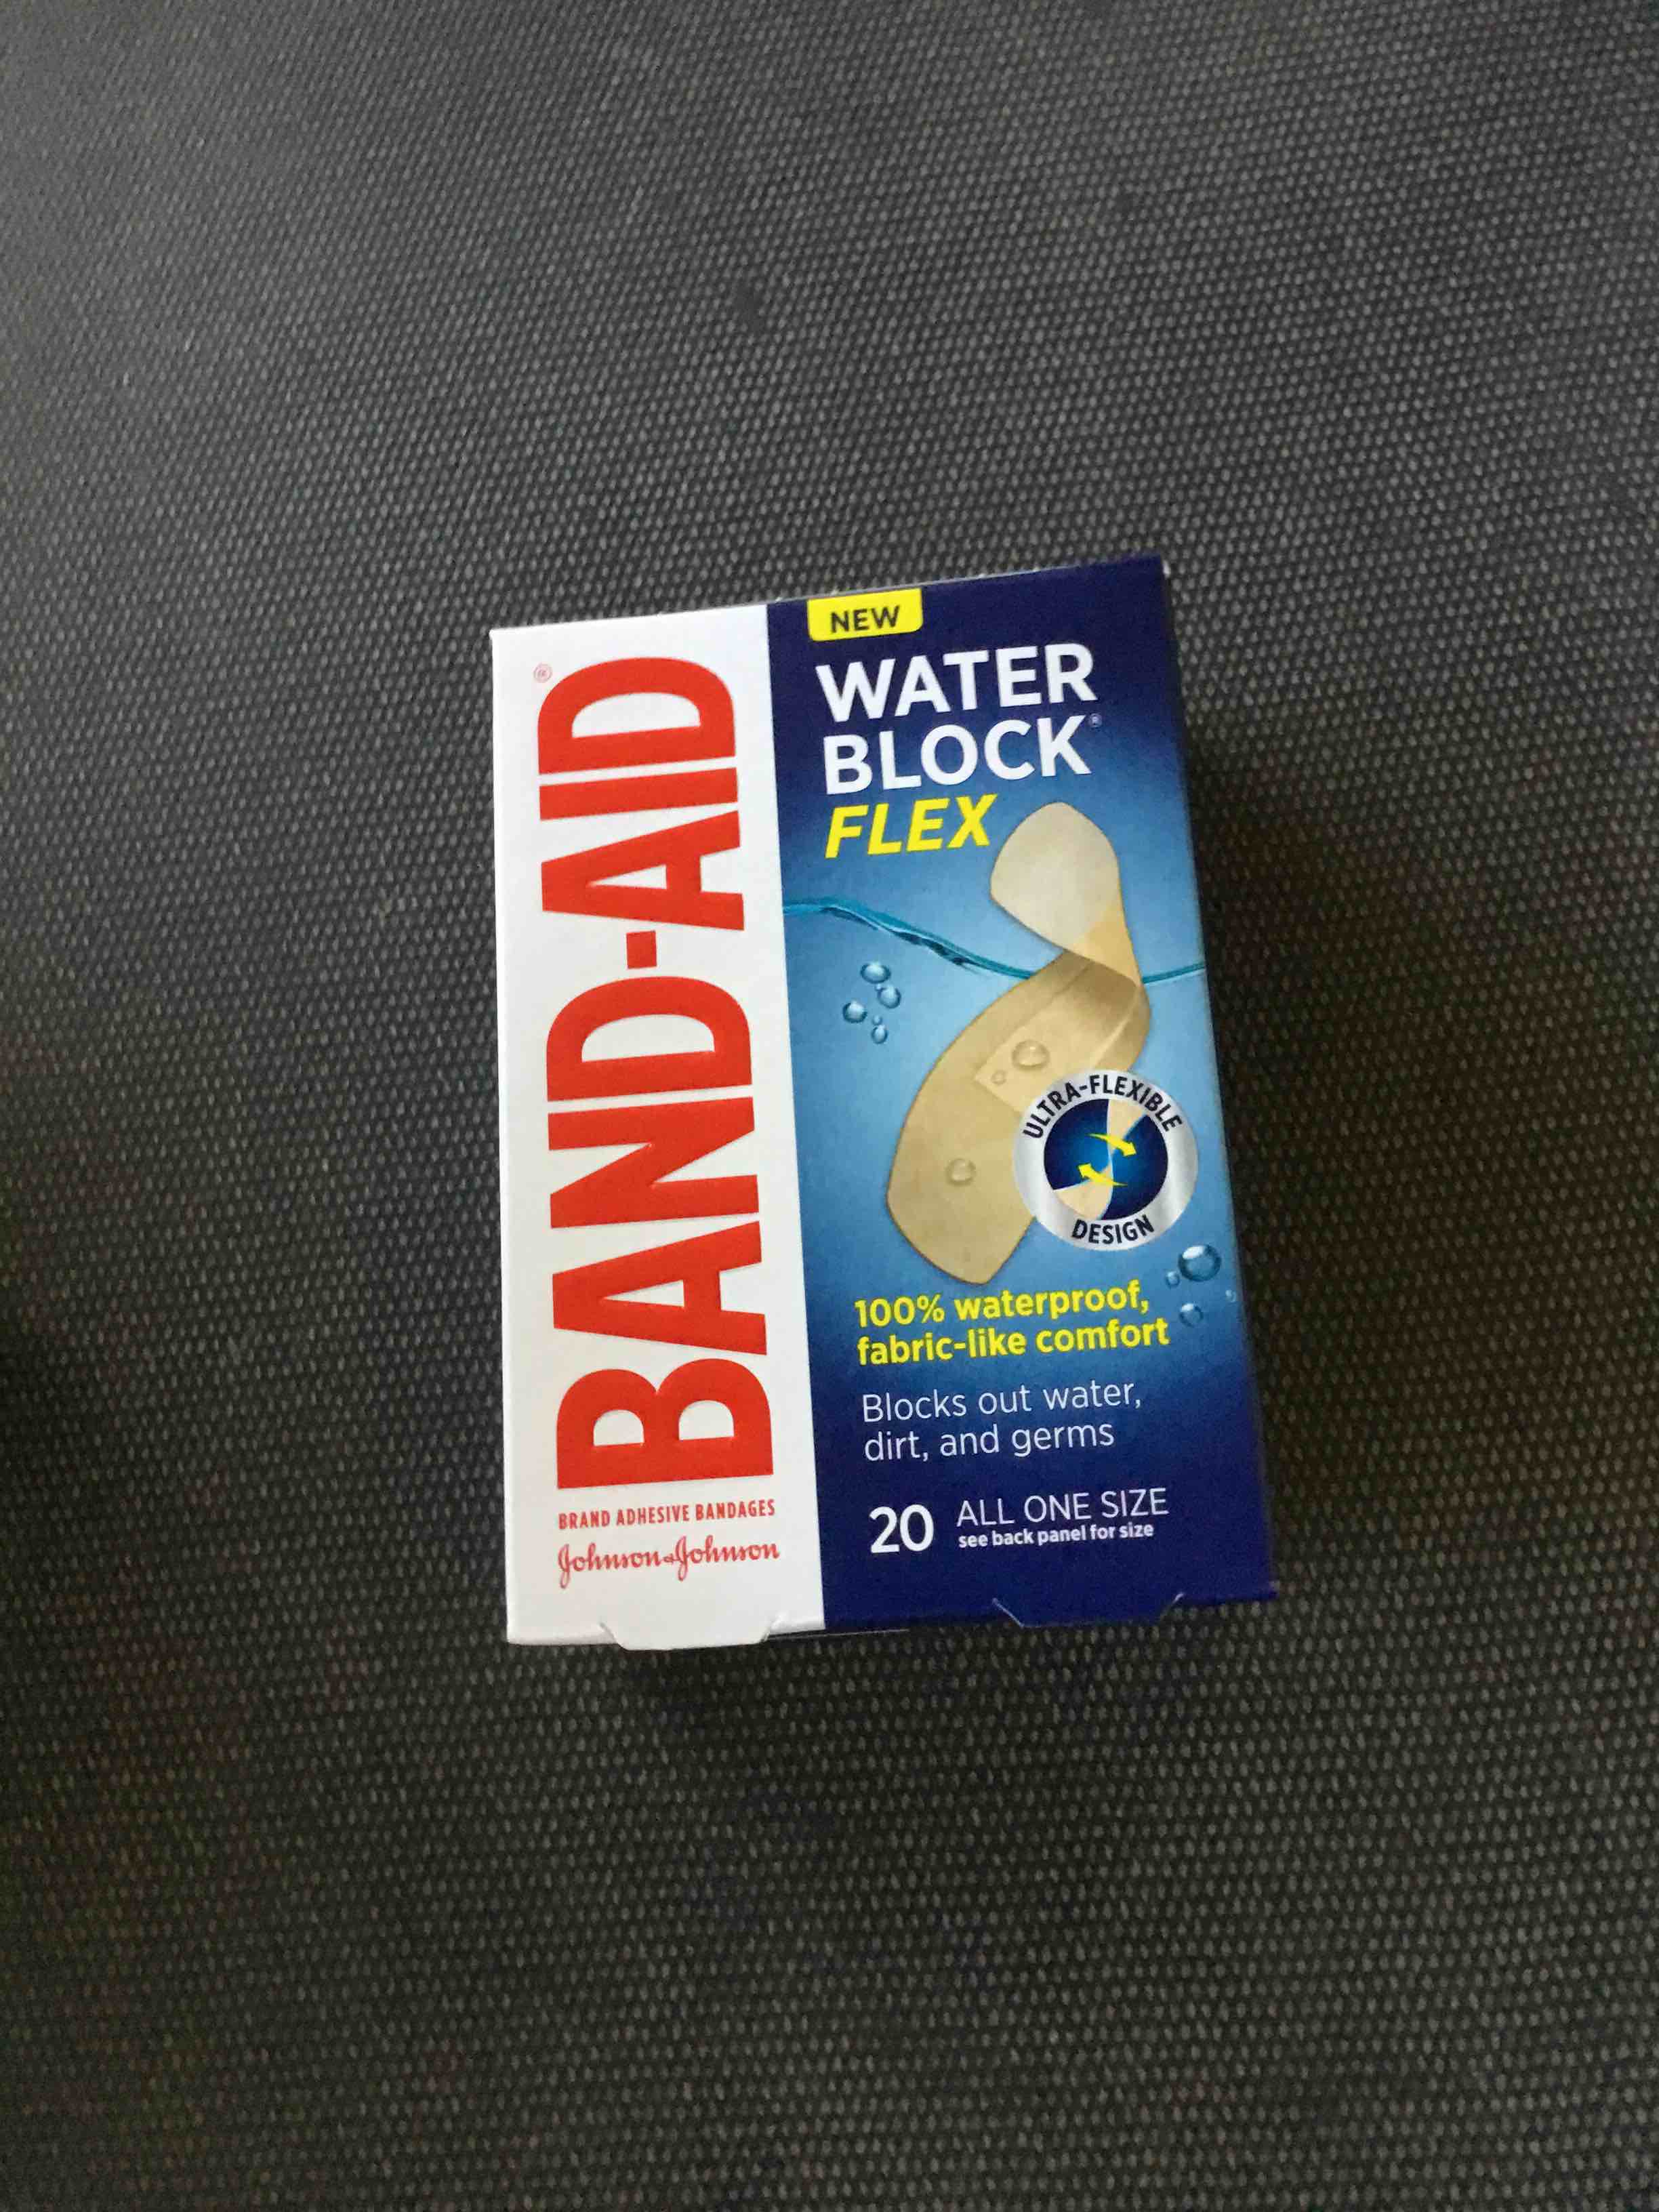 BAND-AID®
BRAND ADHESIVE BANDAGES
Johnson & Johnson
NEW
WATER
BLOCK®
FLEX
ULTRA-FLEXIBLE
DESIGN
100% waterproof,
fabric-like comfort
Blocks out water,
dirt, and germs
20 ALL ONE SIZE
see back panel for size